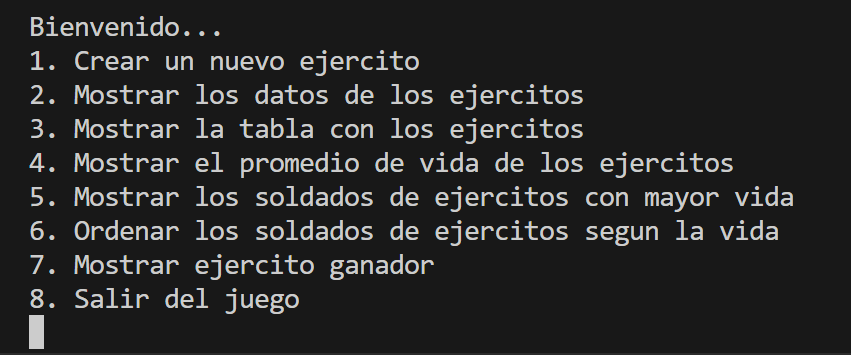 Bienvenido...
1. Crear un nuevo ejercito
2. Mostrar los datos de los ejercitos
3. Mostrar la tabla con los ejercitos
4. Mostrar el promedio de vida de los ejercitos
5. Mostrar los soldados de ejercitos con mayor vida
6. Ordenar los soldados de ejercitos segun la vida
7. Mostrar ejercito ganador
8. Salir del juego